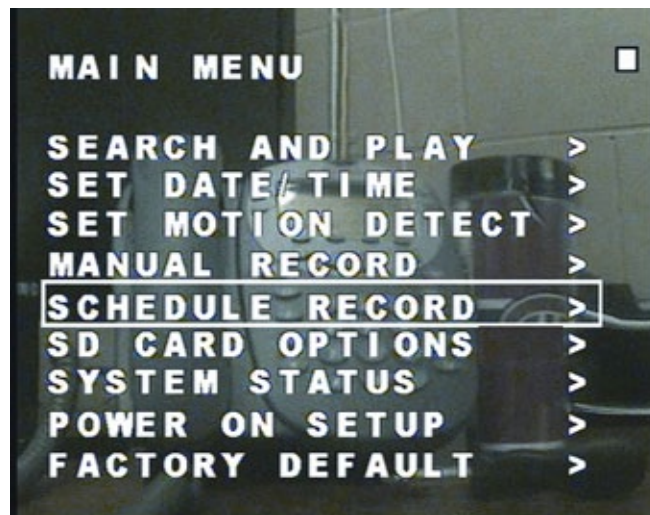 MAIN MENU
SEARCH AND PLAY >
SET DATE/TIME >
SET MOTION DETECT >
MANUAL RECORD >
SCHEDULE RECORD >
SD CARD OPTIONS >
SYSTEM STATUS >
POWER ON SETUP >
FACTORY DEFAULT >